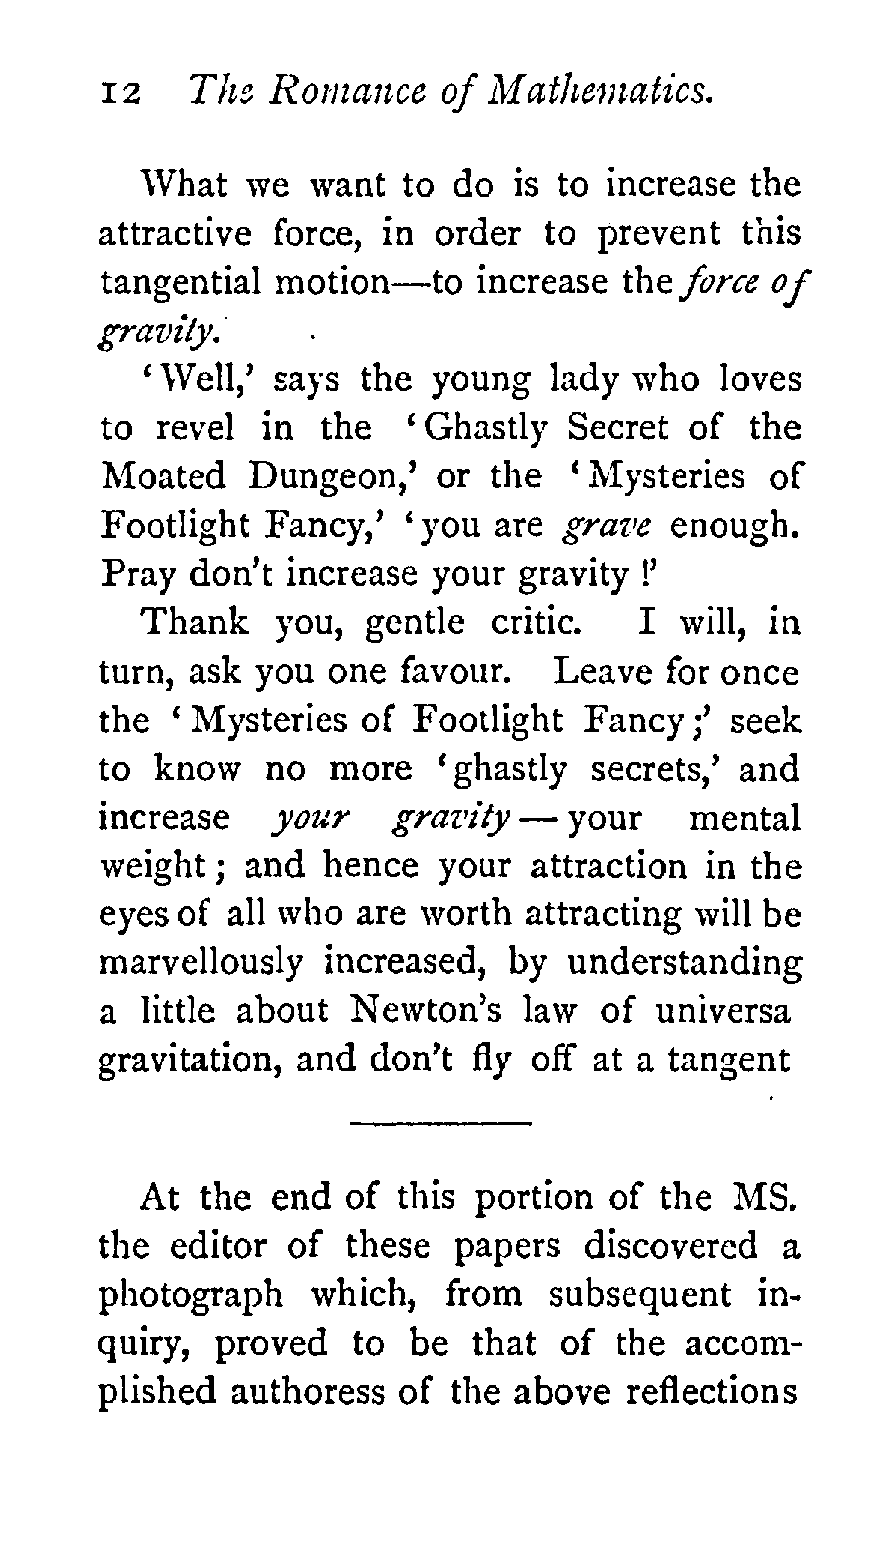 12 The Romance of Mathematics.
What we want to do is to increase the
attractive force, in order to prevent this
tangential motion—to increase the force of
gravity.
‘Well,’ says the young lady who loves
to revel in the ‘Ghastly Secret of the
Moated Dungeon,’ or the ‘Mysteries of
Footlight Fancy,’ ‘you are grave enough.
Pray don't increase your gravity !’
Thank you, gentle critic. I will, in
turn, ask you one favour. Leave for once
the ‘Mysteries of Footlight Fancy ;’ seek
to know no more ‘ghastly secrets,’ and
increase your gravity — your mental
weight ; and hence your attraction in the
eyes of all who are worth attracting will be
marvellously increased, by understanding
a little about Newton's law of universa
gravitation, and don't fly off at a tangent
At the end of this portion of the MS.
the editor of these papers discovered a
photograph which, from subsequent in-
quiry, proved to be that of the accom-
plished authoress of the above reflections